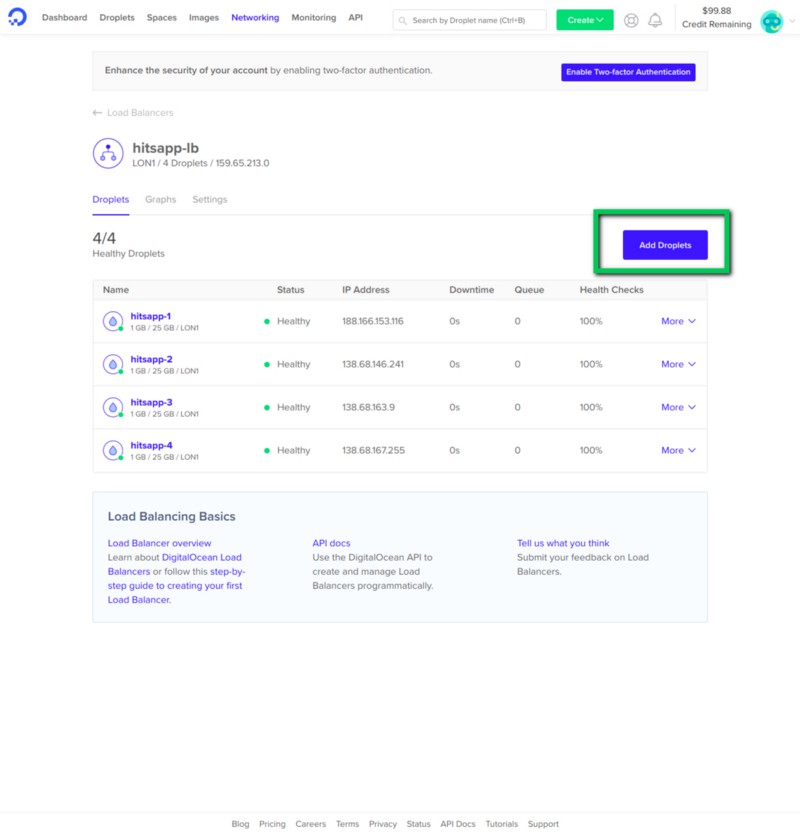 Dashboard Droplets Spaces Images Networking Monitoring API Search by Droplet name (Ctrl+B) Create $99.88
Credit Remaining
Enhance the security of your account by enabling two-factor authentication. Enable Two-factor Authentication
← Load Balancers
hitsapp-lb
LON1 / 4 Droplets / 159.65.213.0
Droplets Graphs Settings
4/4
Healthy Droplets
Add Droplets
Name Status IP Address Downtime Queue Health Checks
hitsapp-1
1 GB / 25 GB / LON1
Healthy 188.166.153.116 0s 0 100% More
hitsapp-2
1 GB / 25 GB / LON1
Healthy 138.68.146.241 0s 0 100% More
hitsapp-3
1 GB / 25 GB / LON1
Healthy 138.68.163.9 0s 0 100% More
hitsapp-4
1 GB / 25 GB / LON1
Healthy 138.68.167.255 0s 0 100% More
Load Balancing Basics
Load Balancer overview
Learn about DigitalOcean Load
Balancers or follow this step-by-
step guide to creating your first
Load Balancer.
API docs
Use the DigitalOcean API to
create and manage Load
Balancers programmatically.
Tell us what you think
Submit your feedback on Load
Balancers.
Blog Pricing Careers Terms Privacy Status API Docs Tutorials Support